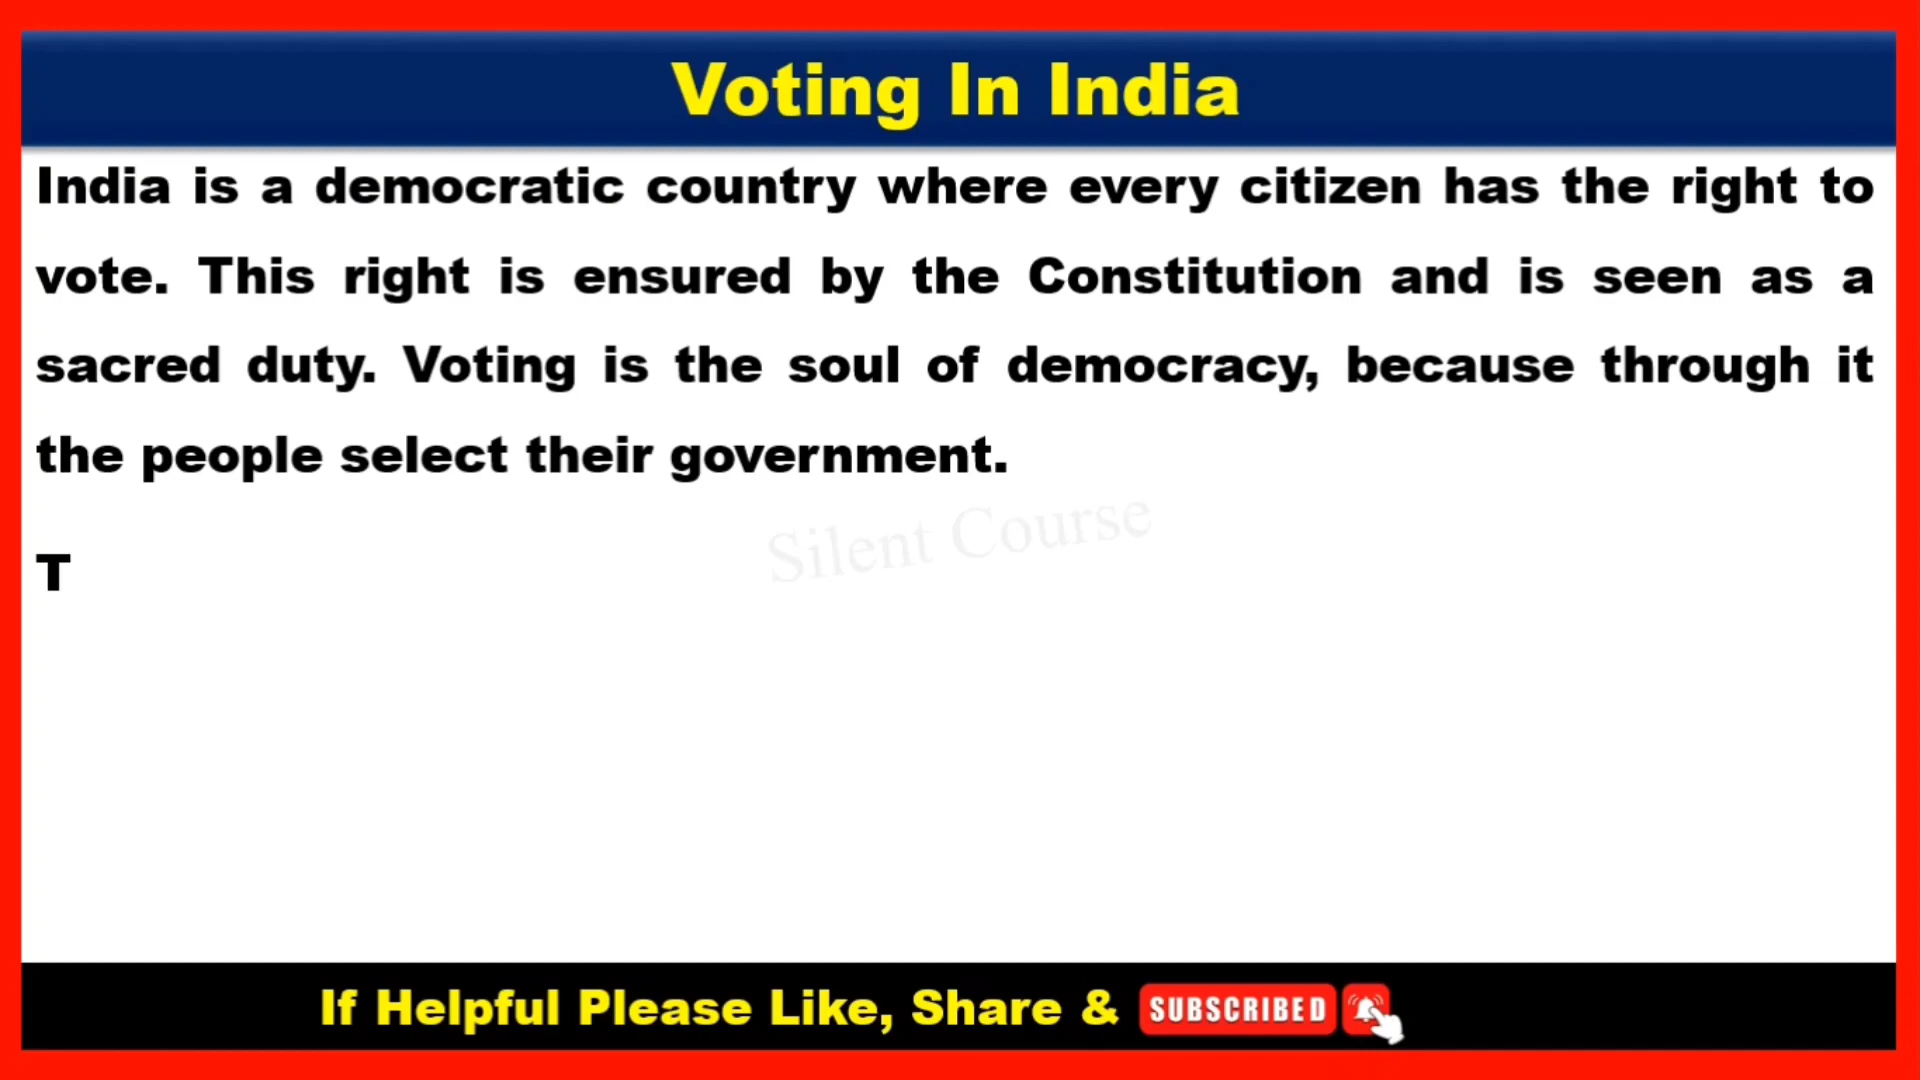 Voting In India
India is a democratic country where every citizen has the right to
vote. This right is ensured by the Constitution and is seen as a
sacred duty. Voting is the soul of democracy, because through it
the people select their government.
Silent Course
T
If Helpful Please Like, Share & SUBSCRIBED